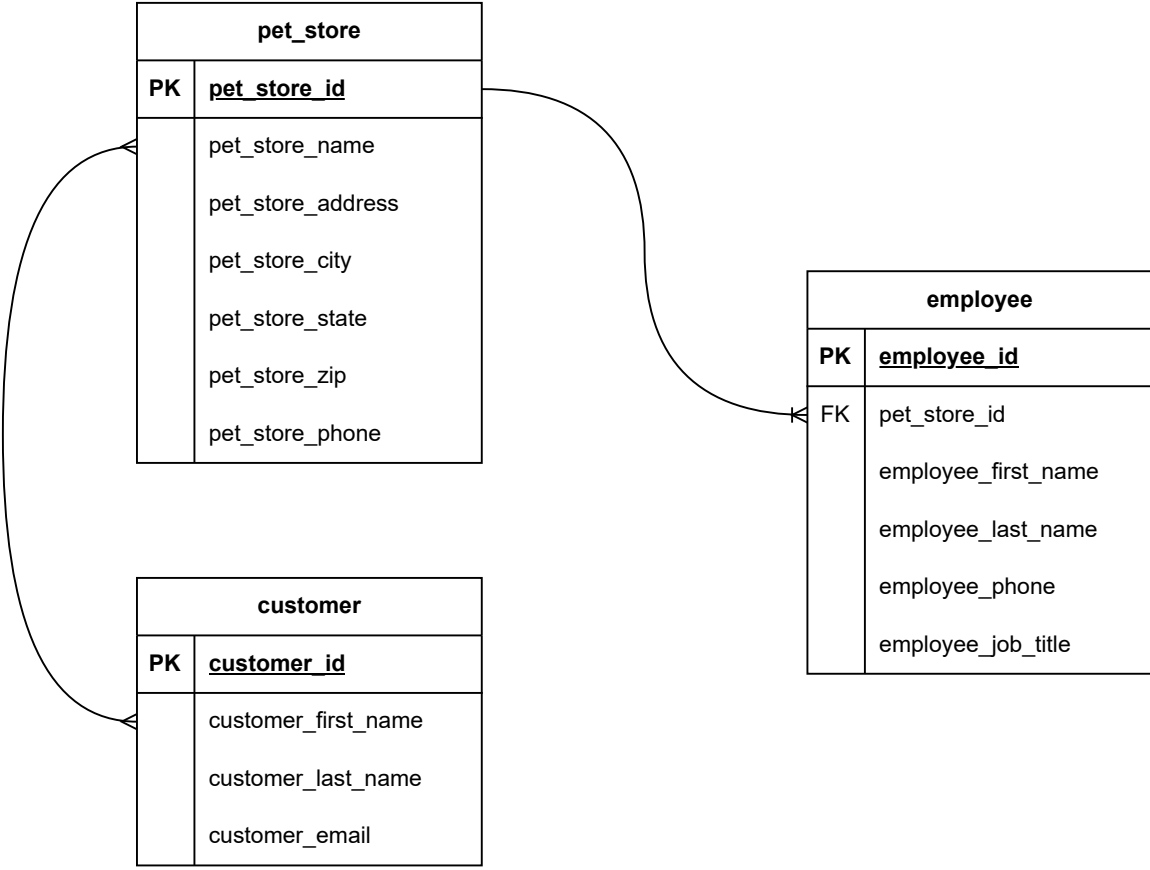 pet_store
PK pet_store_id
pet_store_name
pet_store_address
pet_store_city
pet_store_state
pet_store_zip
pet_store_phone
employee
PK employee_id
FK pet_store_id
employee_first_name
employee_last_name
employee_phone
employee_job_title
customer
PK customer_id
customer_first_name
customer_last_name
customer_email